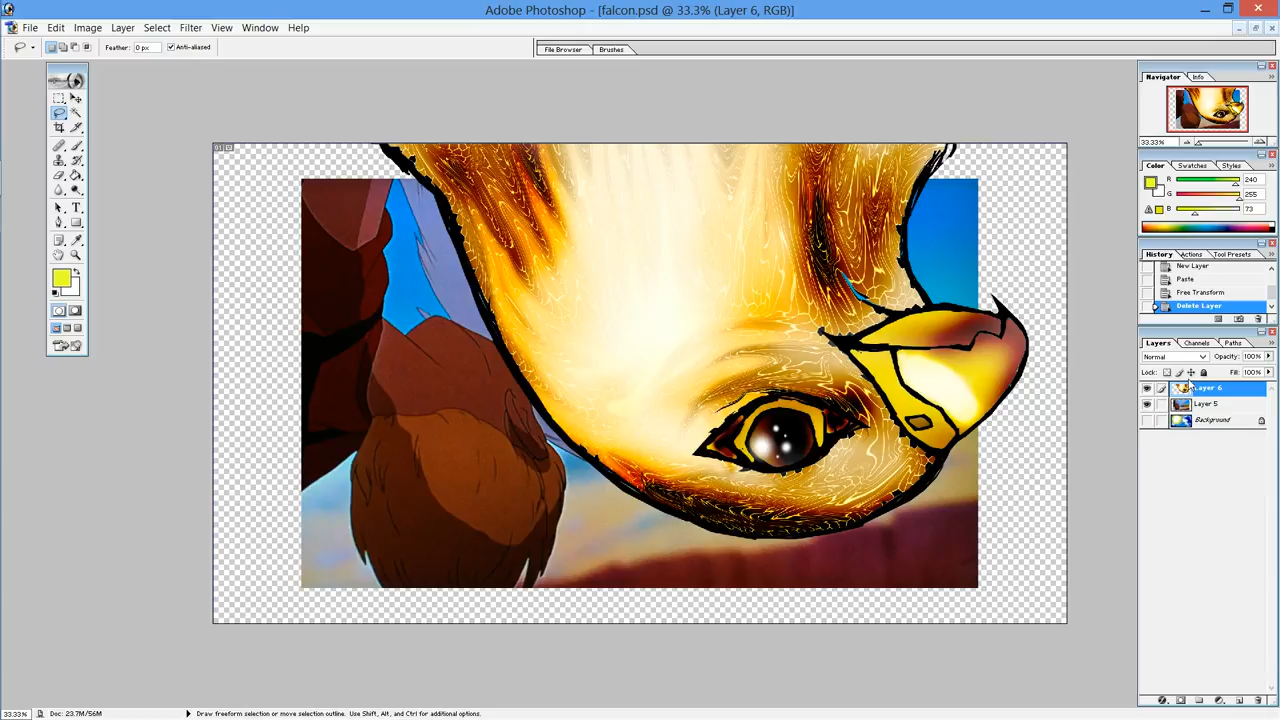 Adobe Photoshop - [falcon.psd @ 33.3% (Layer 6, RGB)]
File Edit Image Layer Select Filter View Window Help
Feather: 0 px Anti-aliased
File Browser Brushes
Navigator Info
33.33%
Color Swatches Styles
R 240
G 255
B 73
History Actions Tool Presets
New Layer
Paste
Free Transform
Delete Layer
Layers Channels Paths
Normal Opacity: 100%
Lock: Fill: 100%
Layer 6
Layer 5
Background
33.33% Doc: 23.7M/56M Draw freeform selection or move selection outline. Use Shift, Alt, and Ctrl for additional options.